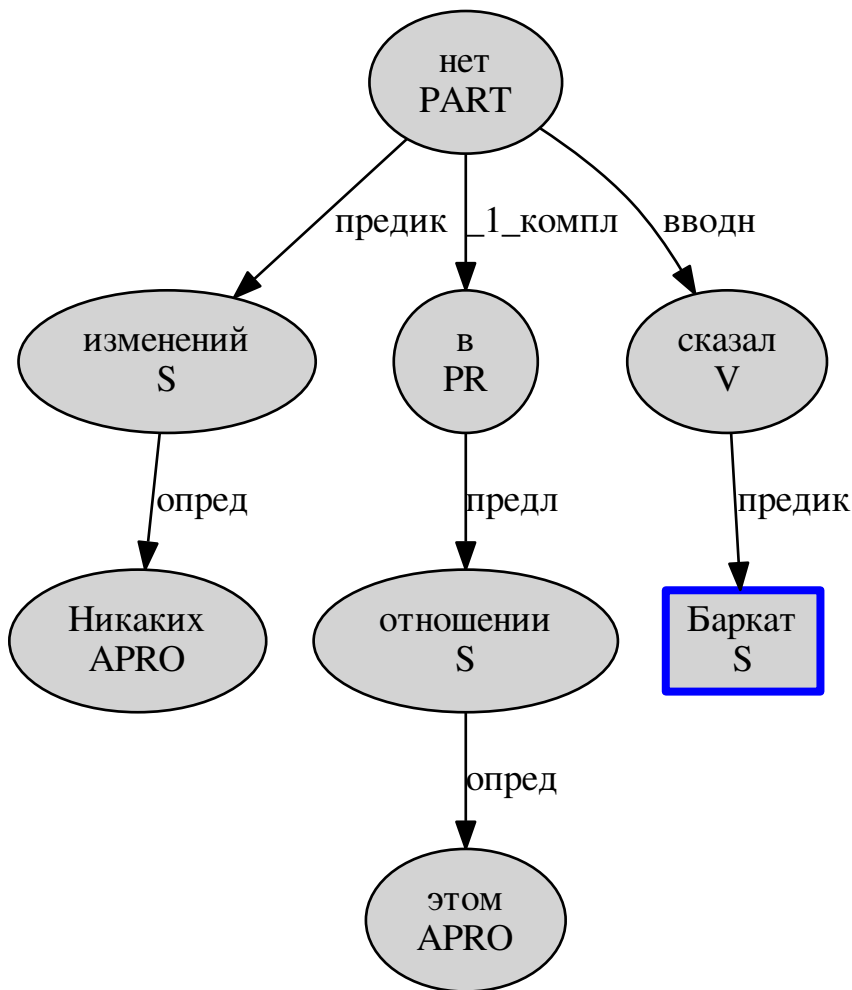 нет
PART
предик _1_компл вводн
изменений
S
в
PR
сказал
V
опред предл предик
Никаких
APRO
отношении
S
Баркат
S
опред
этом
APRO